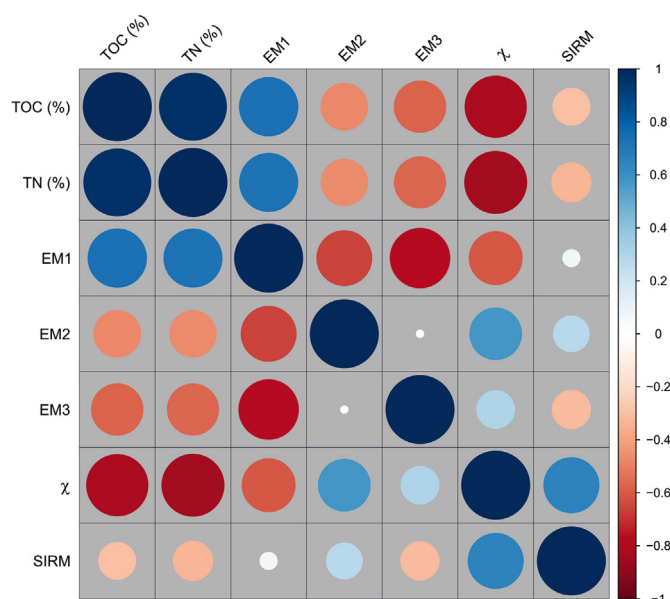 TOC (%) TN (%) EM1 EM2 EM3 χ SIRM
TOC (%)
TN (%)
EM1
EM2
EM3
χ
SIRM
1
0.8
0.6
0.4
0.2
0
−0.2
−0.4
−0.6
−0.8
−1